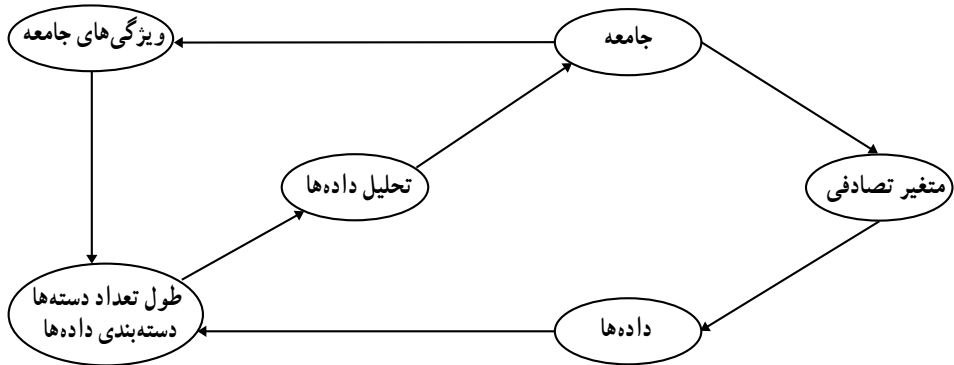 جامعه
ویژگی‌های جامعه
تحلیل داده‌ها
متغیر تصادفی
طول تعداد دسته‌ها
دسته‌بندی داده‌ها
داده‌ها